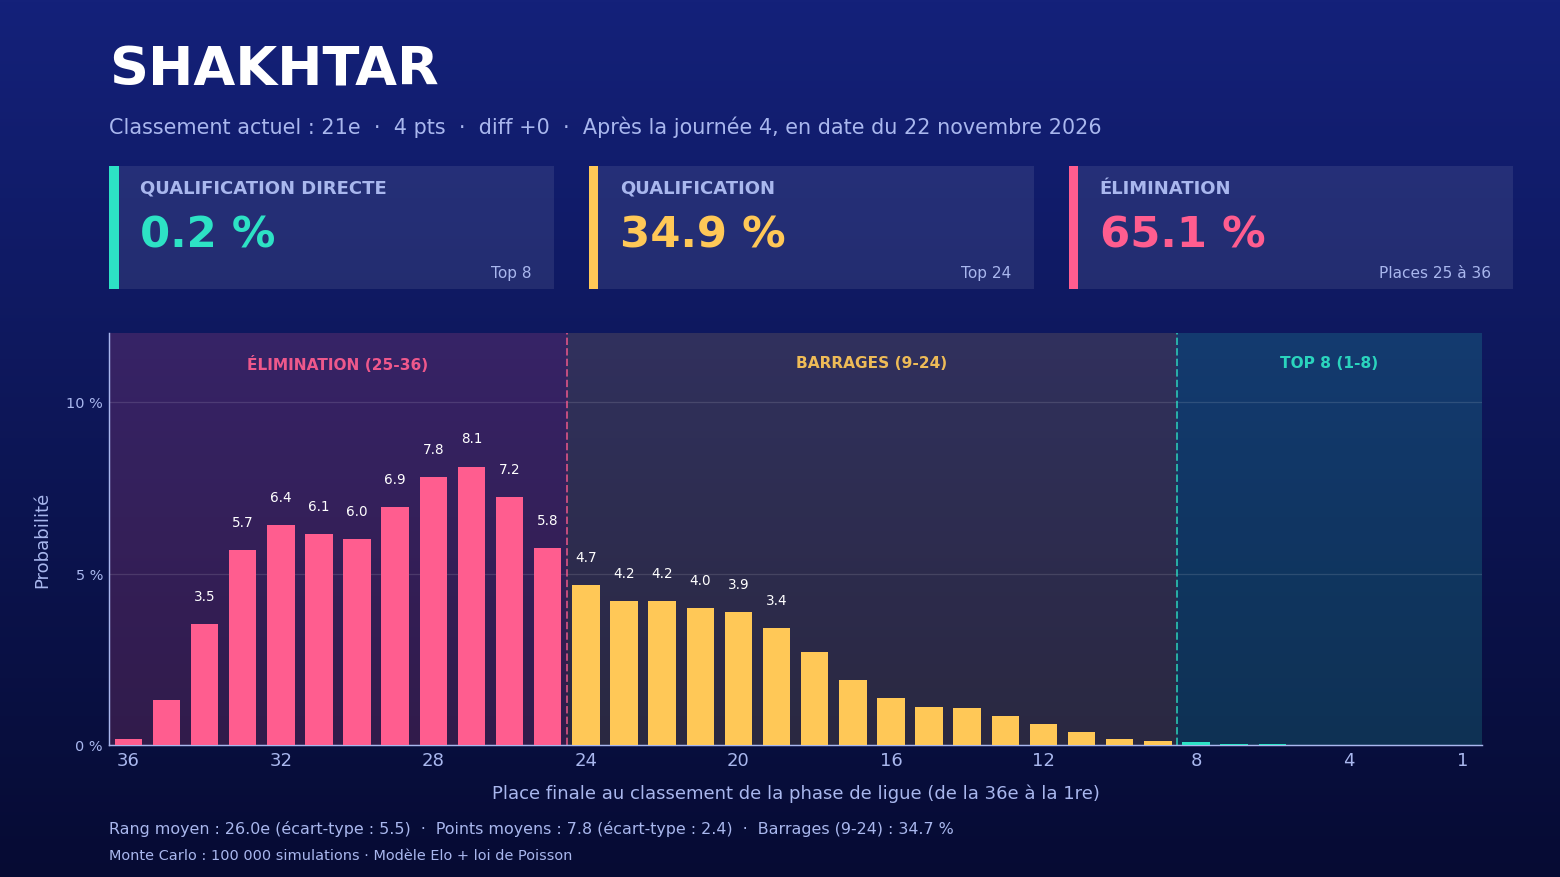 SHAKHTAR
Classement actuel : 21e · 4 pts · diff +0 · Après la journée 4, en date du 22 novembre 2026
QUALIFICATION DIRECTE
0.2 %
Top 8
QUALIFICATION
34.9 %
Top 24
ÉLIMINATION
65.1 %
Places 25 à 36
ÉLIMINATION (25-36)
BARRAGES (9-24)
TOP 8 (1-8)
Probabilité
10 %
5 %
0 %
3.5
5.7
6.4
6.1
6.0
6.9
7.8
8.1
7.2
5.8
4.7
4.2
4.2
4.0
3.9
3.4
36 32 28 24 20 16 12 8 4 1
Place finale au classement de la phase de ligue (de la 36e à la 1re)
Rang moyen : 26.0e (écart-type : 5.5) · Points moyens : 7.8 (écart-type : 2.4) · Barrages (9-24) : 34.7 %
Monte Carlo : 100 000 simulations · Modèle Elo + loi de Poisson